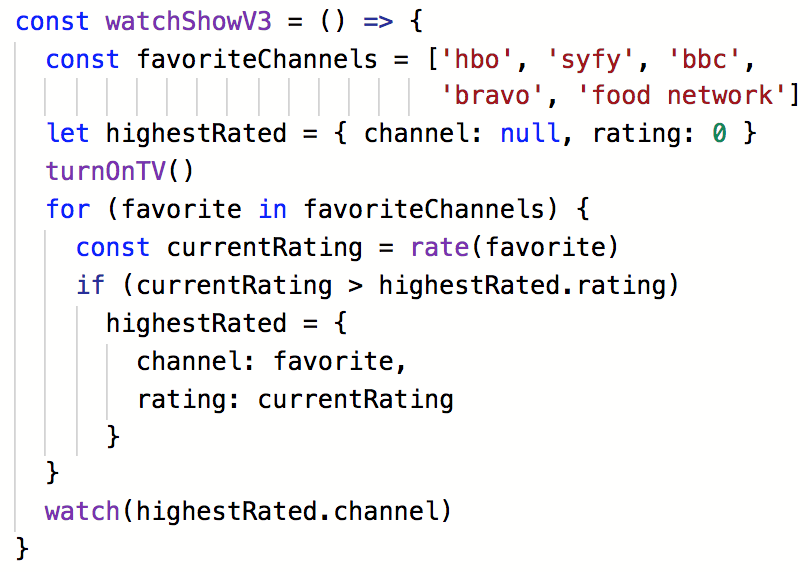 const watchShowV3 = () => {
  const favoriteChannels = ['hbo', 'syfy', 'bbc',
                            'bravo', 'food network']
  let highestRated = { channel: null, rating: 0 }
  turnOnTV()
  for (favorite in favoriteChannels) {
    const currentRating = rate(favorite)
    if (currentRating > highestRated.rating)
      highestRated = {
        channel: favorite,
        rating: currentRating
      }
  }
  watch(highestRated.channel)
}